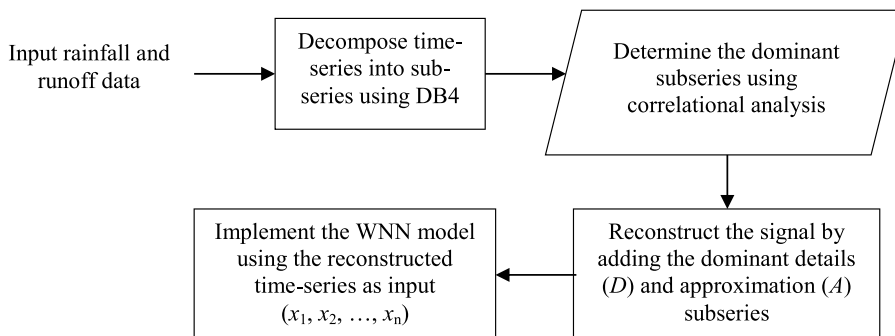 Input rainfall and
runoff data
Decompose time-
series into sub-
series using DB4
Determine the dominant
subseries using
correlational analysis
Reconstruct the signal by
adding the dominant details
(D) and approximation (A)
subseries
Implement the WNN model
using the reconstructed
time-series as input
(x₁, x₂, …, xₙ)